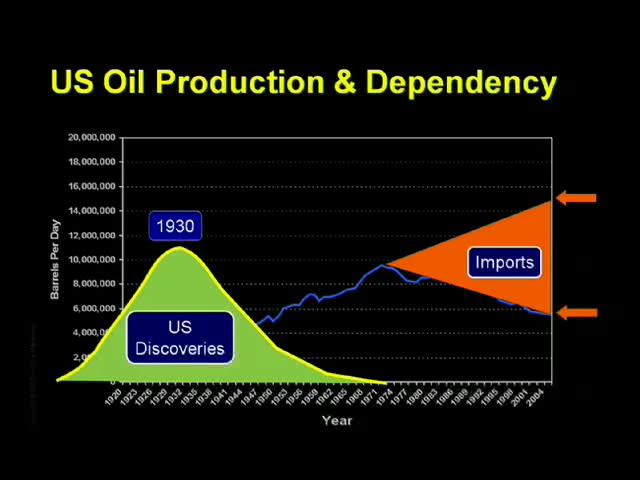 US Oil Production & Dependency
20,000,000
18,000,000
16,000,000
14,000,000
12,000,000
10,000,000
8,000,000
6,000,000
4,000,000
Barrels Per Day
1930
US
Discoveries
Imports
1920 1923 1926 1929 1932 1935 1938 1941 1944 1947 1950 1953 1956 1959 1962 1965 1968 1971 1974 1977 1980 1983 1986 1989 1992 1995 1998 2001 2004
Year